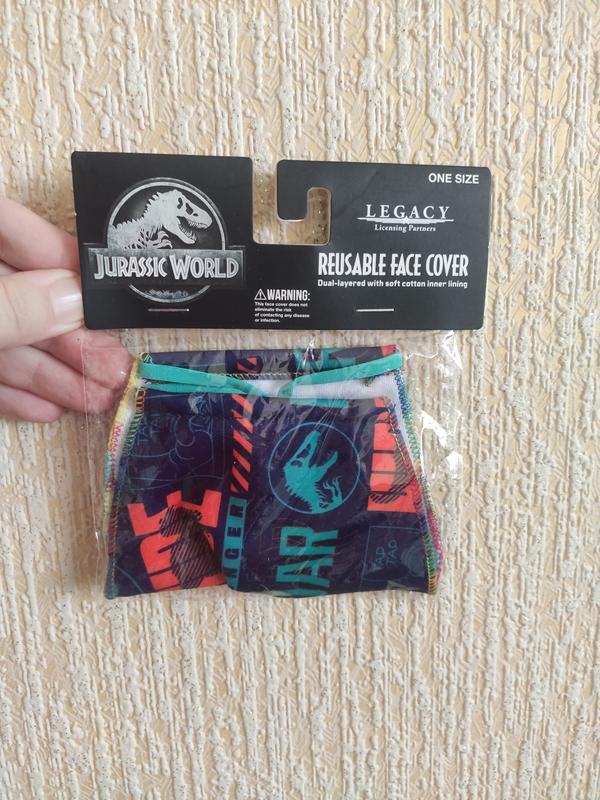 ONE SIZE
LEGACY
Licensing Partners
JURASSIC WORLD
REUSABLE FACE COVER
Dual-layered with soft cotton inner lining
WARNING:
This face cover does not
eliminate the risk
of contacting any disease
or infection.